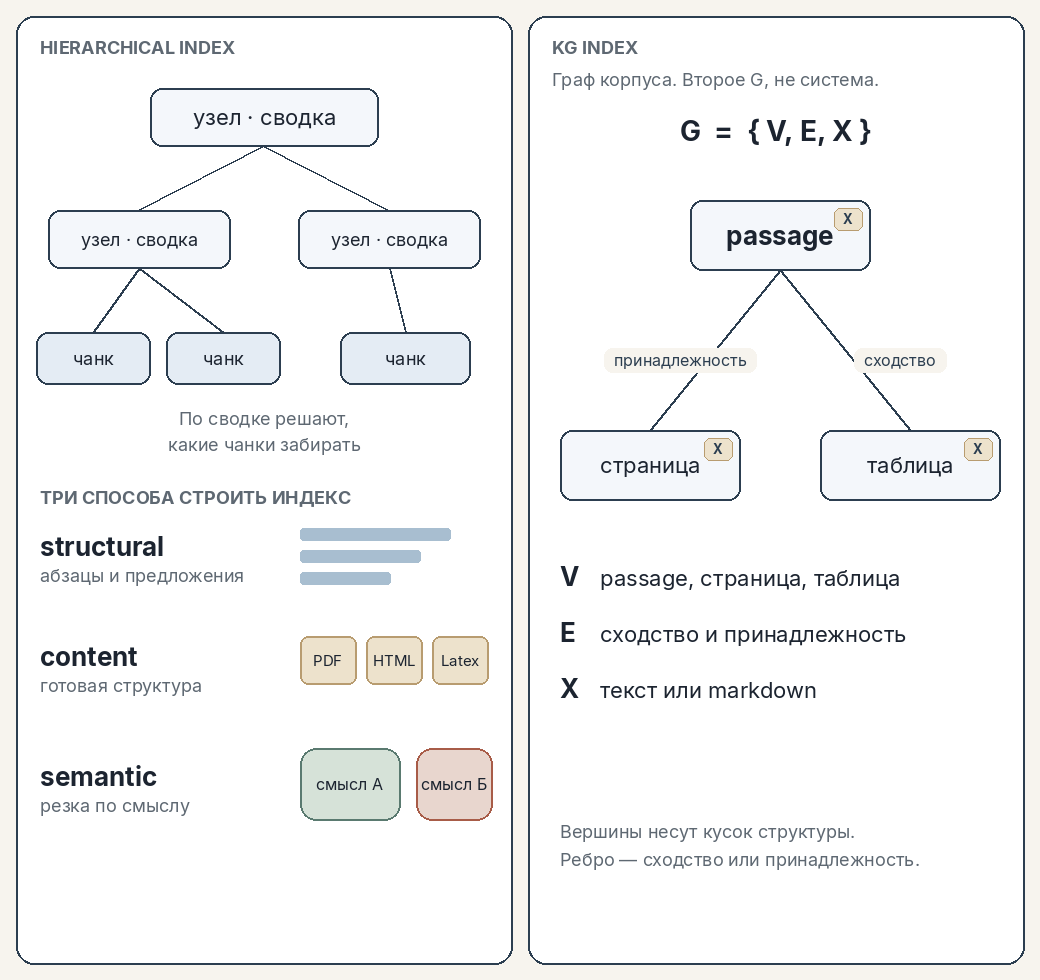 HIERARCHICAL INDEX
узел · сводка
узел · сводка
узел · сводка
чанк
чанк
чанк
По сводке решают,
какие чанки забирать
ТРИ СПОСОБА СТРОИТЬ ИНДЕКС
structural
абзацы и предложения
content
готовая структура
PDF
HTML
Latex
semantic
резка по смыслу
смысл А
смысл Б
KG INDEX
Граф корпуса. Второе G, не система.
G = { V, E, X }
passage
X
принадлежность
сходство
страница
X
таблица
X
V passage, страница, таблица
E сходство и принадлежность
X текст или markdown
Вершины несут кусок структуры.
Ребро — сходство или принадлежность.